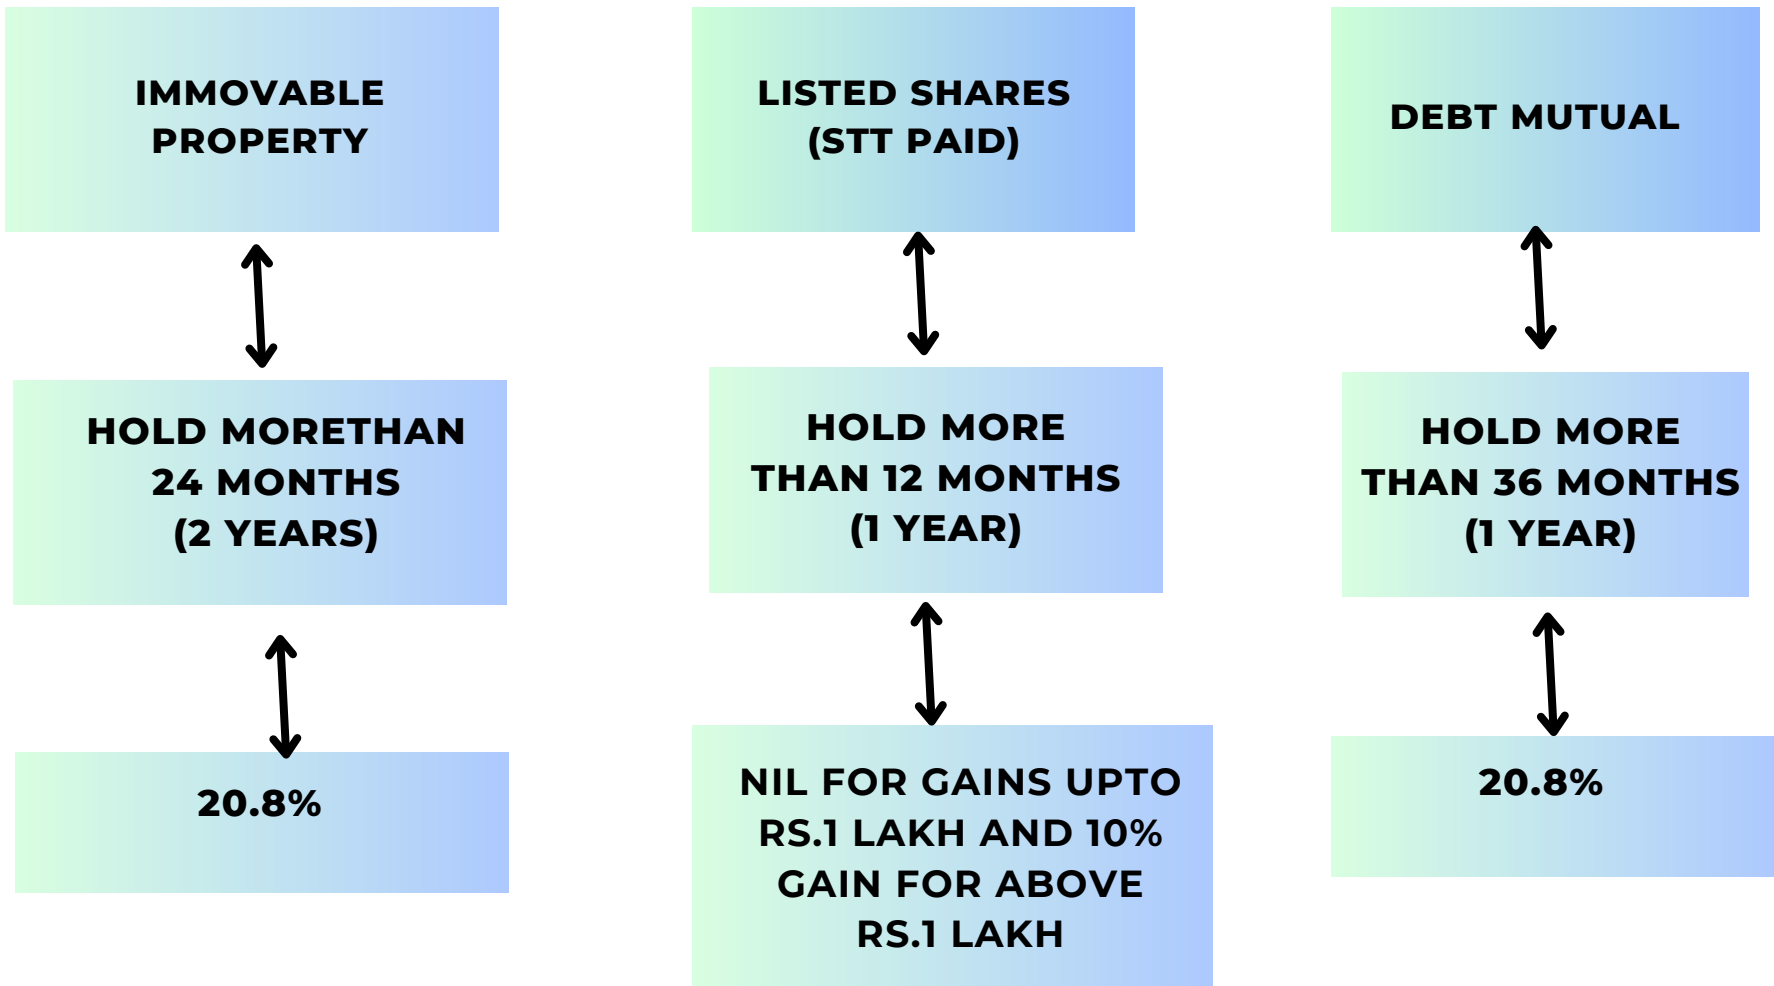 IMMOVABLE
PROPERTY
HOLD MORETHAN
24 MONTHS
(2 YEARS)
20.8%
LISTED SHARES
(STT PAID)
HOLD MORE
THAN 12 MONTHS
(1 YEAR)
NIL FOR GAINS UPTO
RS.1 LAKH AND 10%
GAIN FOR ABOVE
RS.1 LAKH
DEBT MUTUAL
HOLD MORE
THAN 36 MONTHS
(1 YEAR)
20.8%